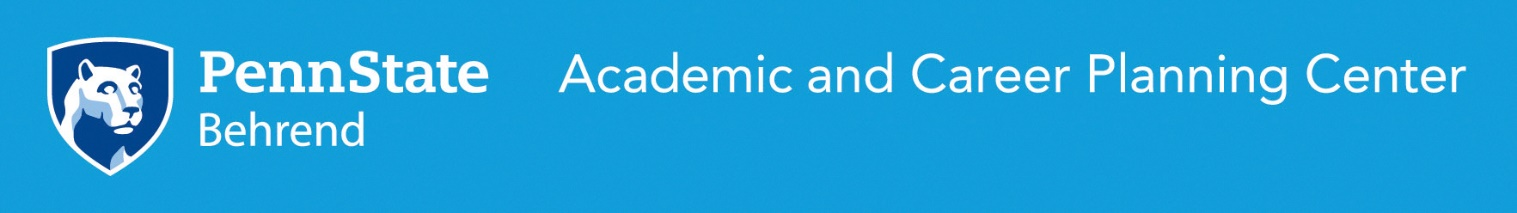 PennState
Behrend
Academic and Career Planning Center